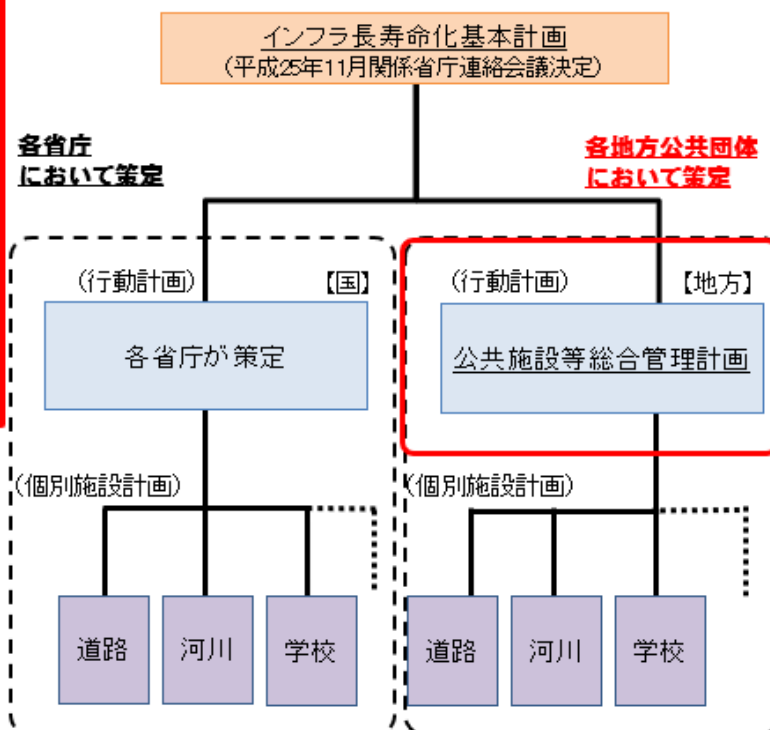 インフラ長寿命化基本計画
(平成25年11月関係省庁連絡会議決定)
各省庁
において策定
各地方公共団体
において策定
(行動計画)
【国】
(行動計画)
【地方】
各省庁が策定
公共施設等総合管理計画
(個別施設計画)
(個別施設計画)
道路
河川
学校
道路
河川
学校